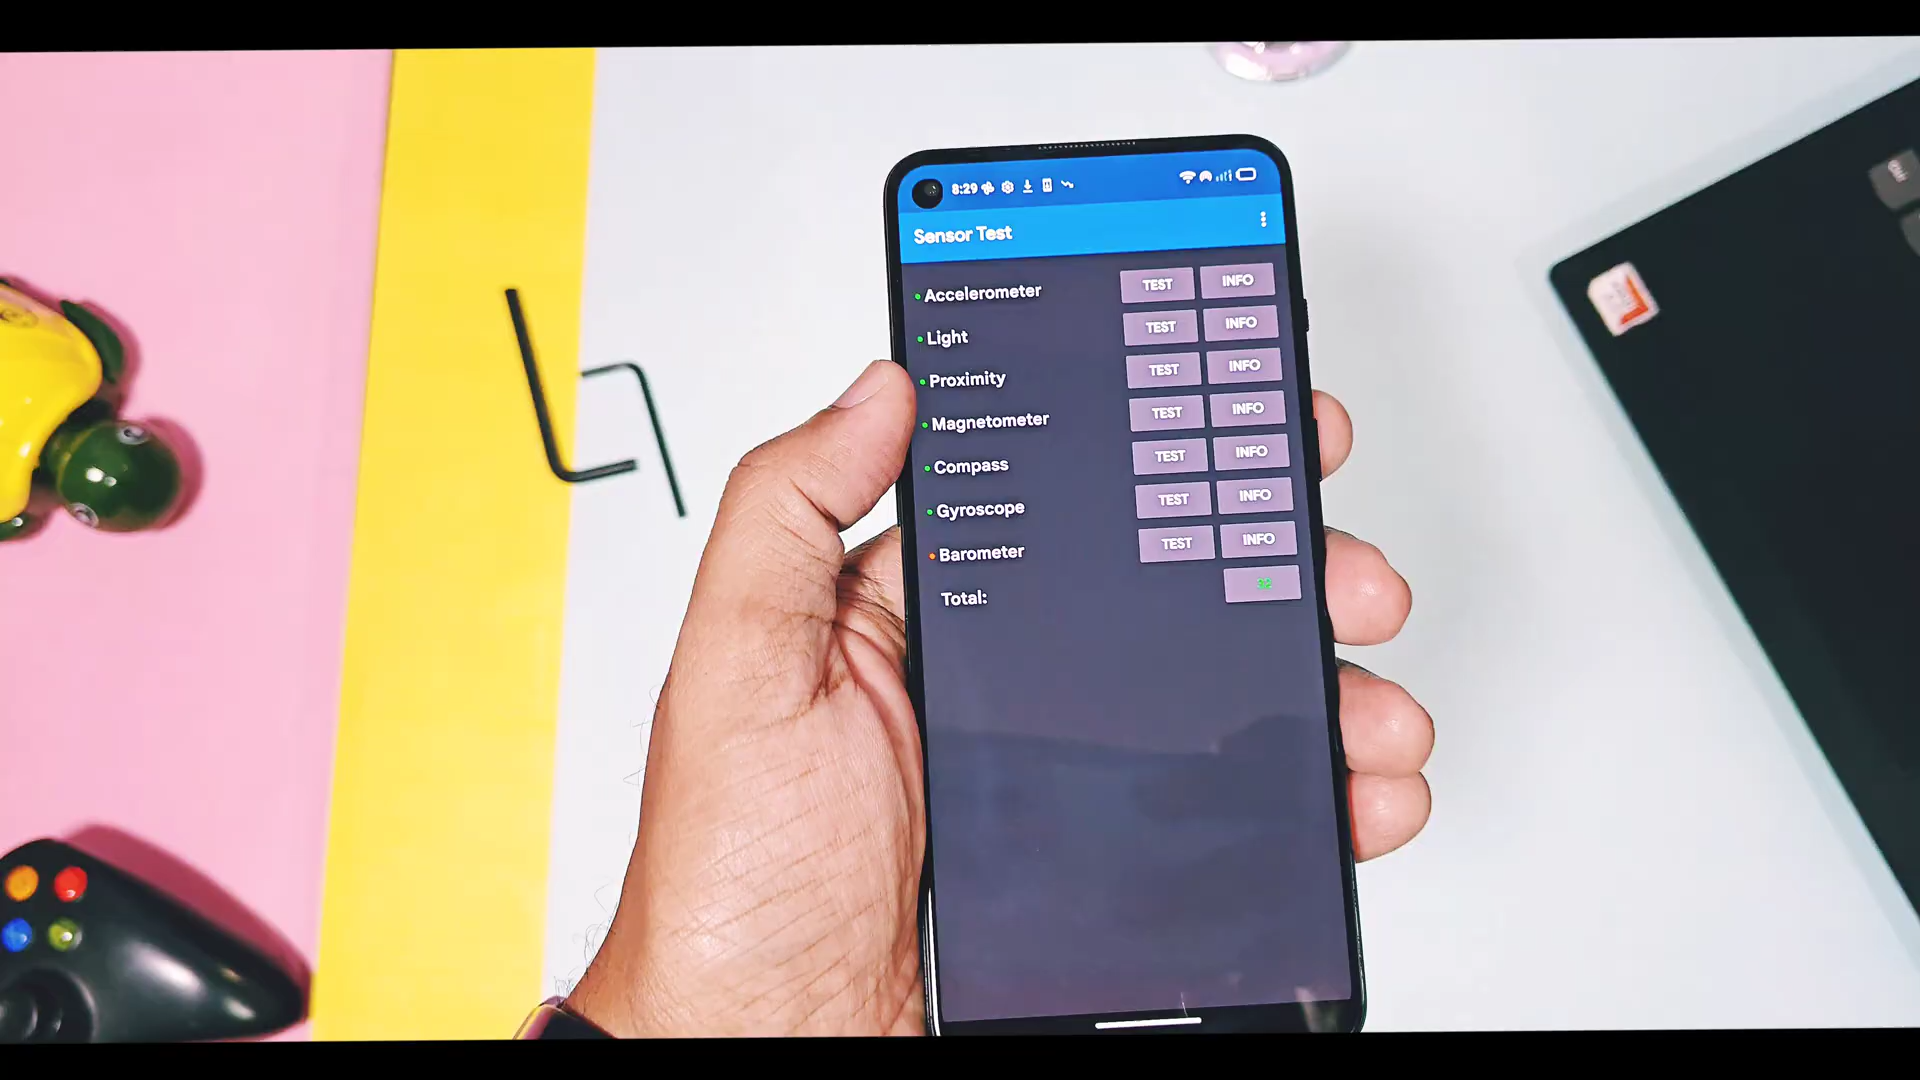 8:29
Sensor Test
Accelerometer TEST INFO
Light TEST INFO
Proximity TEST INFO
Magnetometer TEST INFO
Compass TEST INFO
Gyroscope TEST INFO
Barometer TEST INFO
Total: